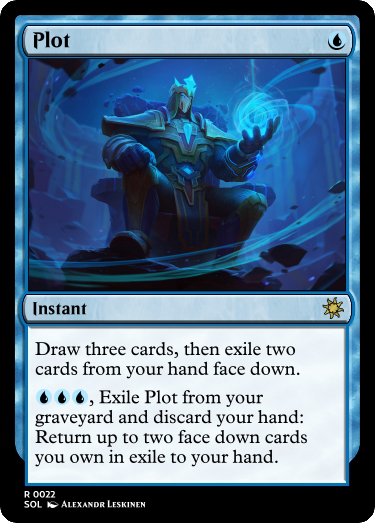 Plot
Instant
Draw three cards, then exile two
cards from your hand face down.
, Exile Plot from your
graveyard and discard your hand:
Return up to two face down cards
you own in exile to your hand.
R 0022
SOL Alexandr Leskinen